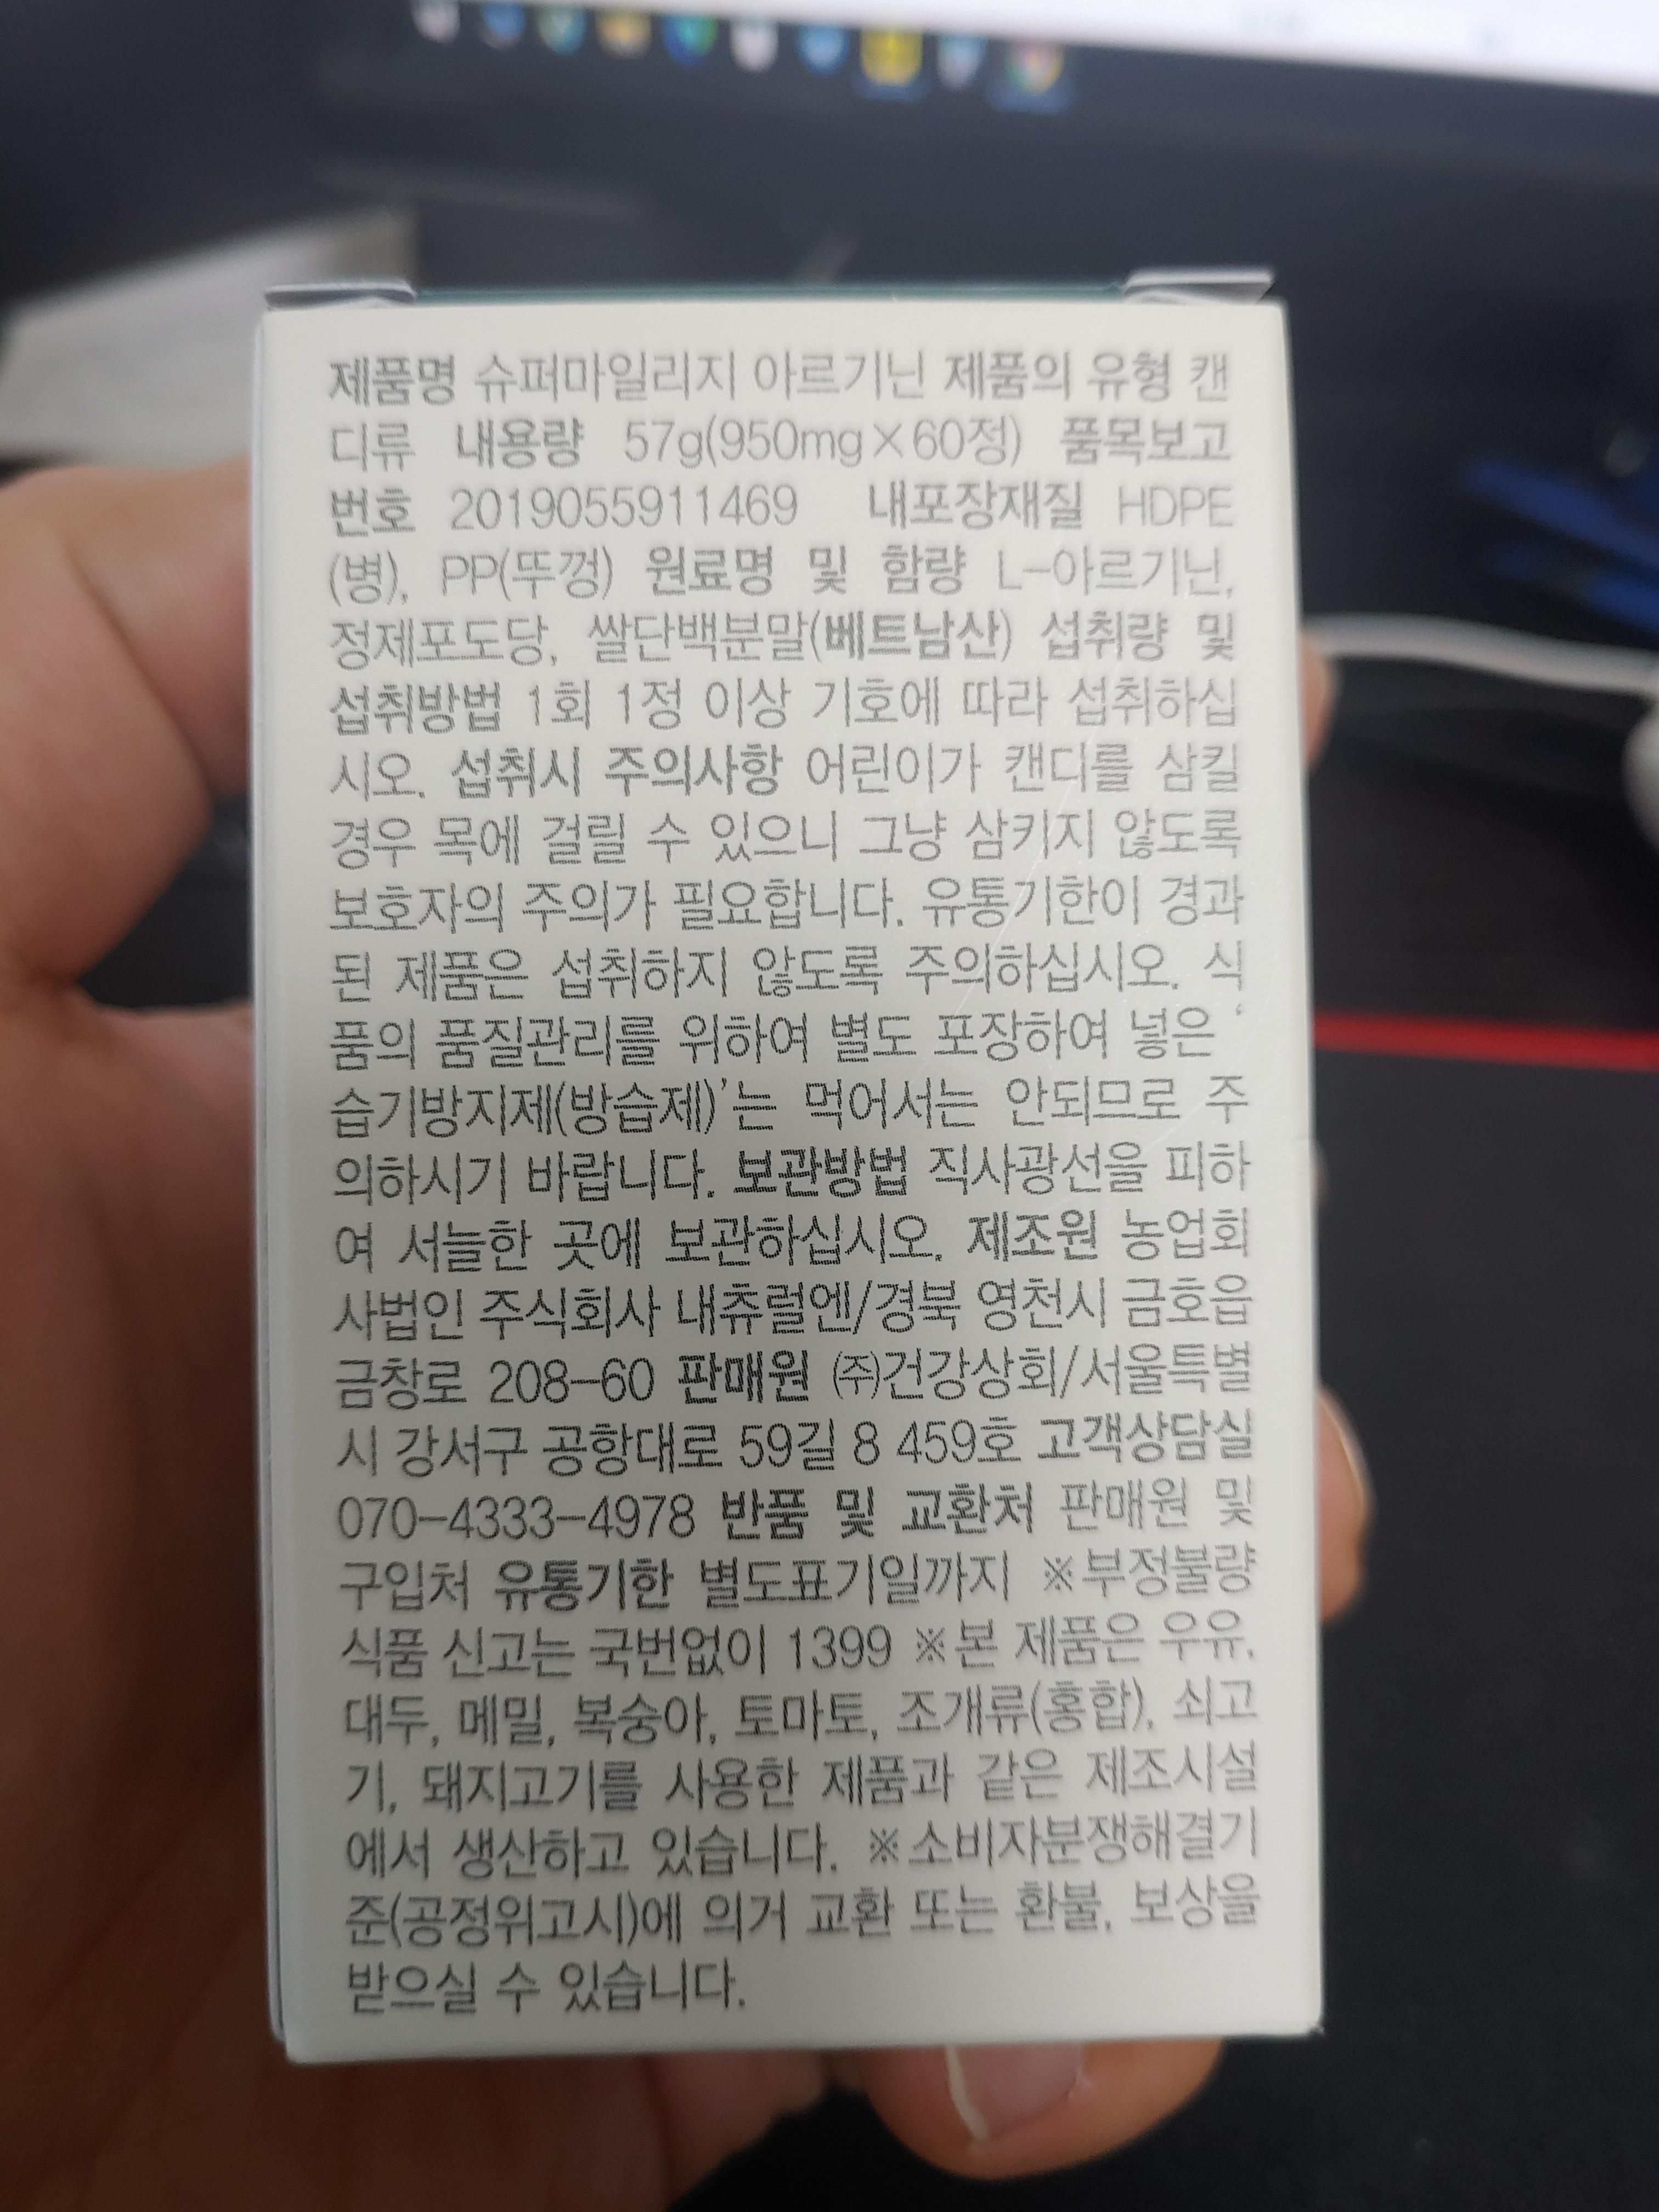 제품명 슈퍼마일리지 아르기닌 제품의 유형 캔
디류 내용량 57g(950mg×60정) 품목보고
번호 2019055911469 내포장재질 HDPE
(병), PP(뚜껑) 원료명 및 함량 L-아르기닌,
정제포도당, 쌀단백분말(베트남산) 섭취량 및
섭취방법 1회 1정 이상 기호에 따라 섭취하십
시오. 섭취시 주의사항 어린이가 캔디를 삼킬
경우 목에 걸릴 수 있으니 그냥 삼키지 않도록
보호자의 주의가 필요합니다. 유통기한이 경과
된 제품은 섭취하지 않도록 주의하십시오. 식
품의 품질관리를 위하여 별도 포장하여 넣은 ‘
습기방지제(방습제)’는 먹어서는 안되므로 주
의하시기 바랍니다. 보관방법 직사광선을 피하
여 서늘한 곳에 보관하십시오. 제조원 농업회
사법인 주식회사 내츄럴엔/경북 영천시 금호읍
금창로 208-60 판매원 ㈜건강상회/서울특별
시 강서구 공항대로 59길 8 459호 고객상담실
070-4333-4978 반품 및 교환처 판매원 및
구입처 유통기한 별도표기일까지 ※부정불량
식품 신고는 국번없이 1399 ※본 제품은 우유,
대두, 메밀, 복숭아, 토마토, 조개류(홍합), 쇠고
기, 돼지고기를 사용한 제품과 같은 제조시설
에서 생산하고 있습니다. ※소비자분쟁해결기
준(공정위고시)에 의거 교환 또는 환불, 보상을
받으실 수 있습니다.